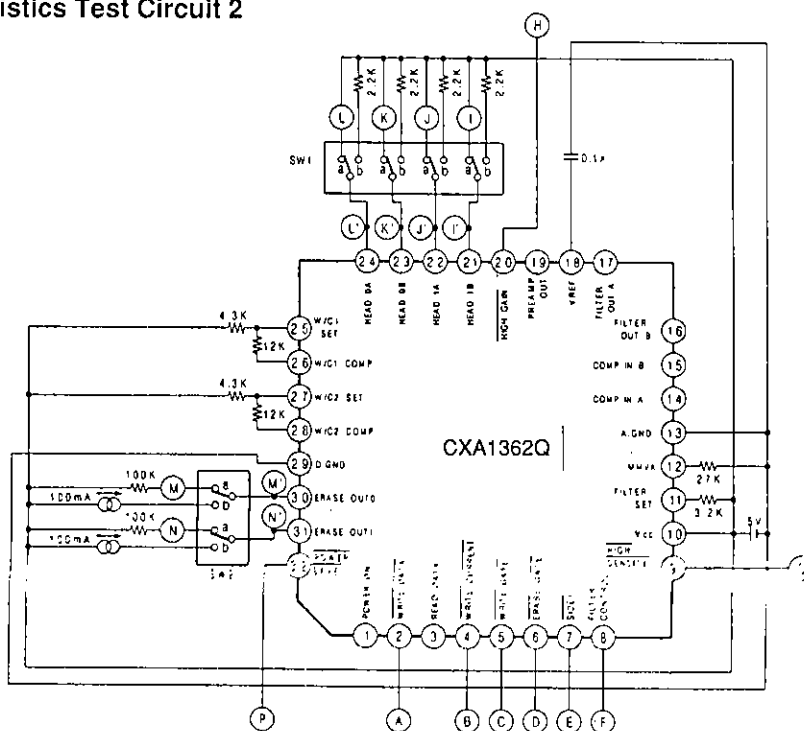 istics Test Circuit 2
H
2.2K
2.2K
2.2K
2.2K
L
K
J
I
SW1
a
b
a
b
a
b
a
b
L'
K'
J'
I'
24
23
22
21
20
19
18
17
HEAD 0A
HEAD 0B
HEAD 1A
HEAD 1B
HIGH GAIN
PREAMP OUT
VREF
FILTER OUT A
4.3K
25
W/C1 SET
12K
26
W/C1 COMP
4.3K
27
W/C2 SET
12K
28
W/C2 COMP
29
D.GND
100K
M
a
b
M'
30
ERASE OUT0
100mA
100K
N
a
b
N'
31
ERASE OUT1
100mA
SW2
POWER
CXA1362Q
FILTER OUT B
16
COMP IN B
15
COMP IN A
14
A.GND
13
MMVA
12
27K
FILTER SET
11
3.2K
Vcc
10
5V
HIGH
POWER ON
WRITE DATA
READ DATA
WRITE CURRENT
WRITE GATE
ERASE GATE
SIDE1
FILTER CONTROL
1
2
3
4
5
6
7
8
P
A
B
C
D
E
F